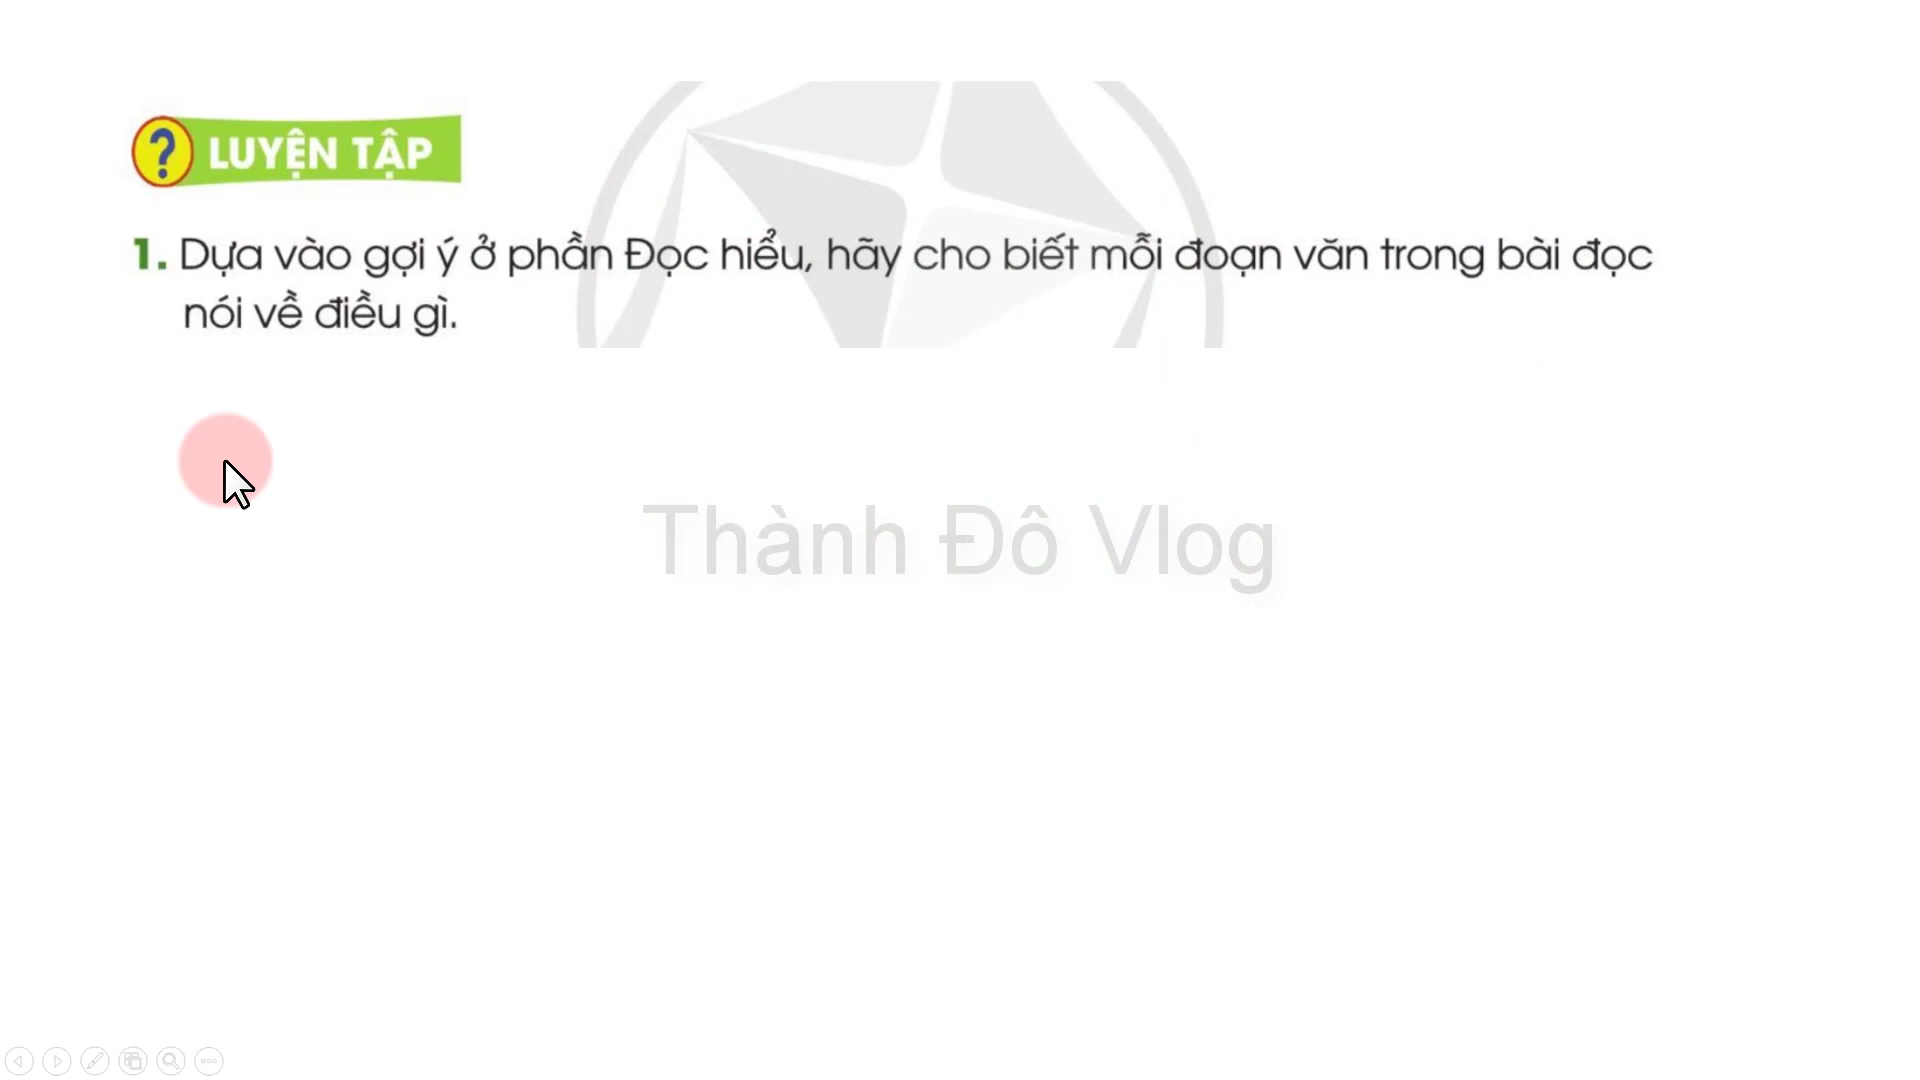 ? LUYỆN TẬP
1. Dựa vào gợi ý ở phần Đọc hiểu, hãy cho biết mỗi đoạn văn trong bài đọc
nói về điều gì.
Thành Đô Vlog